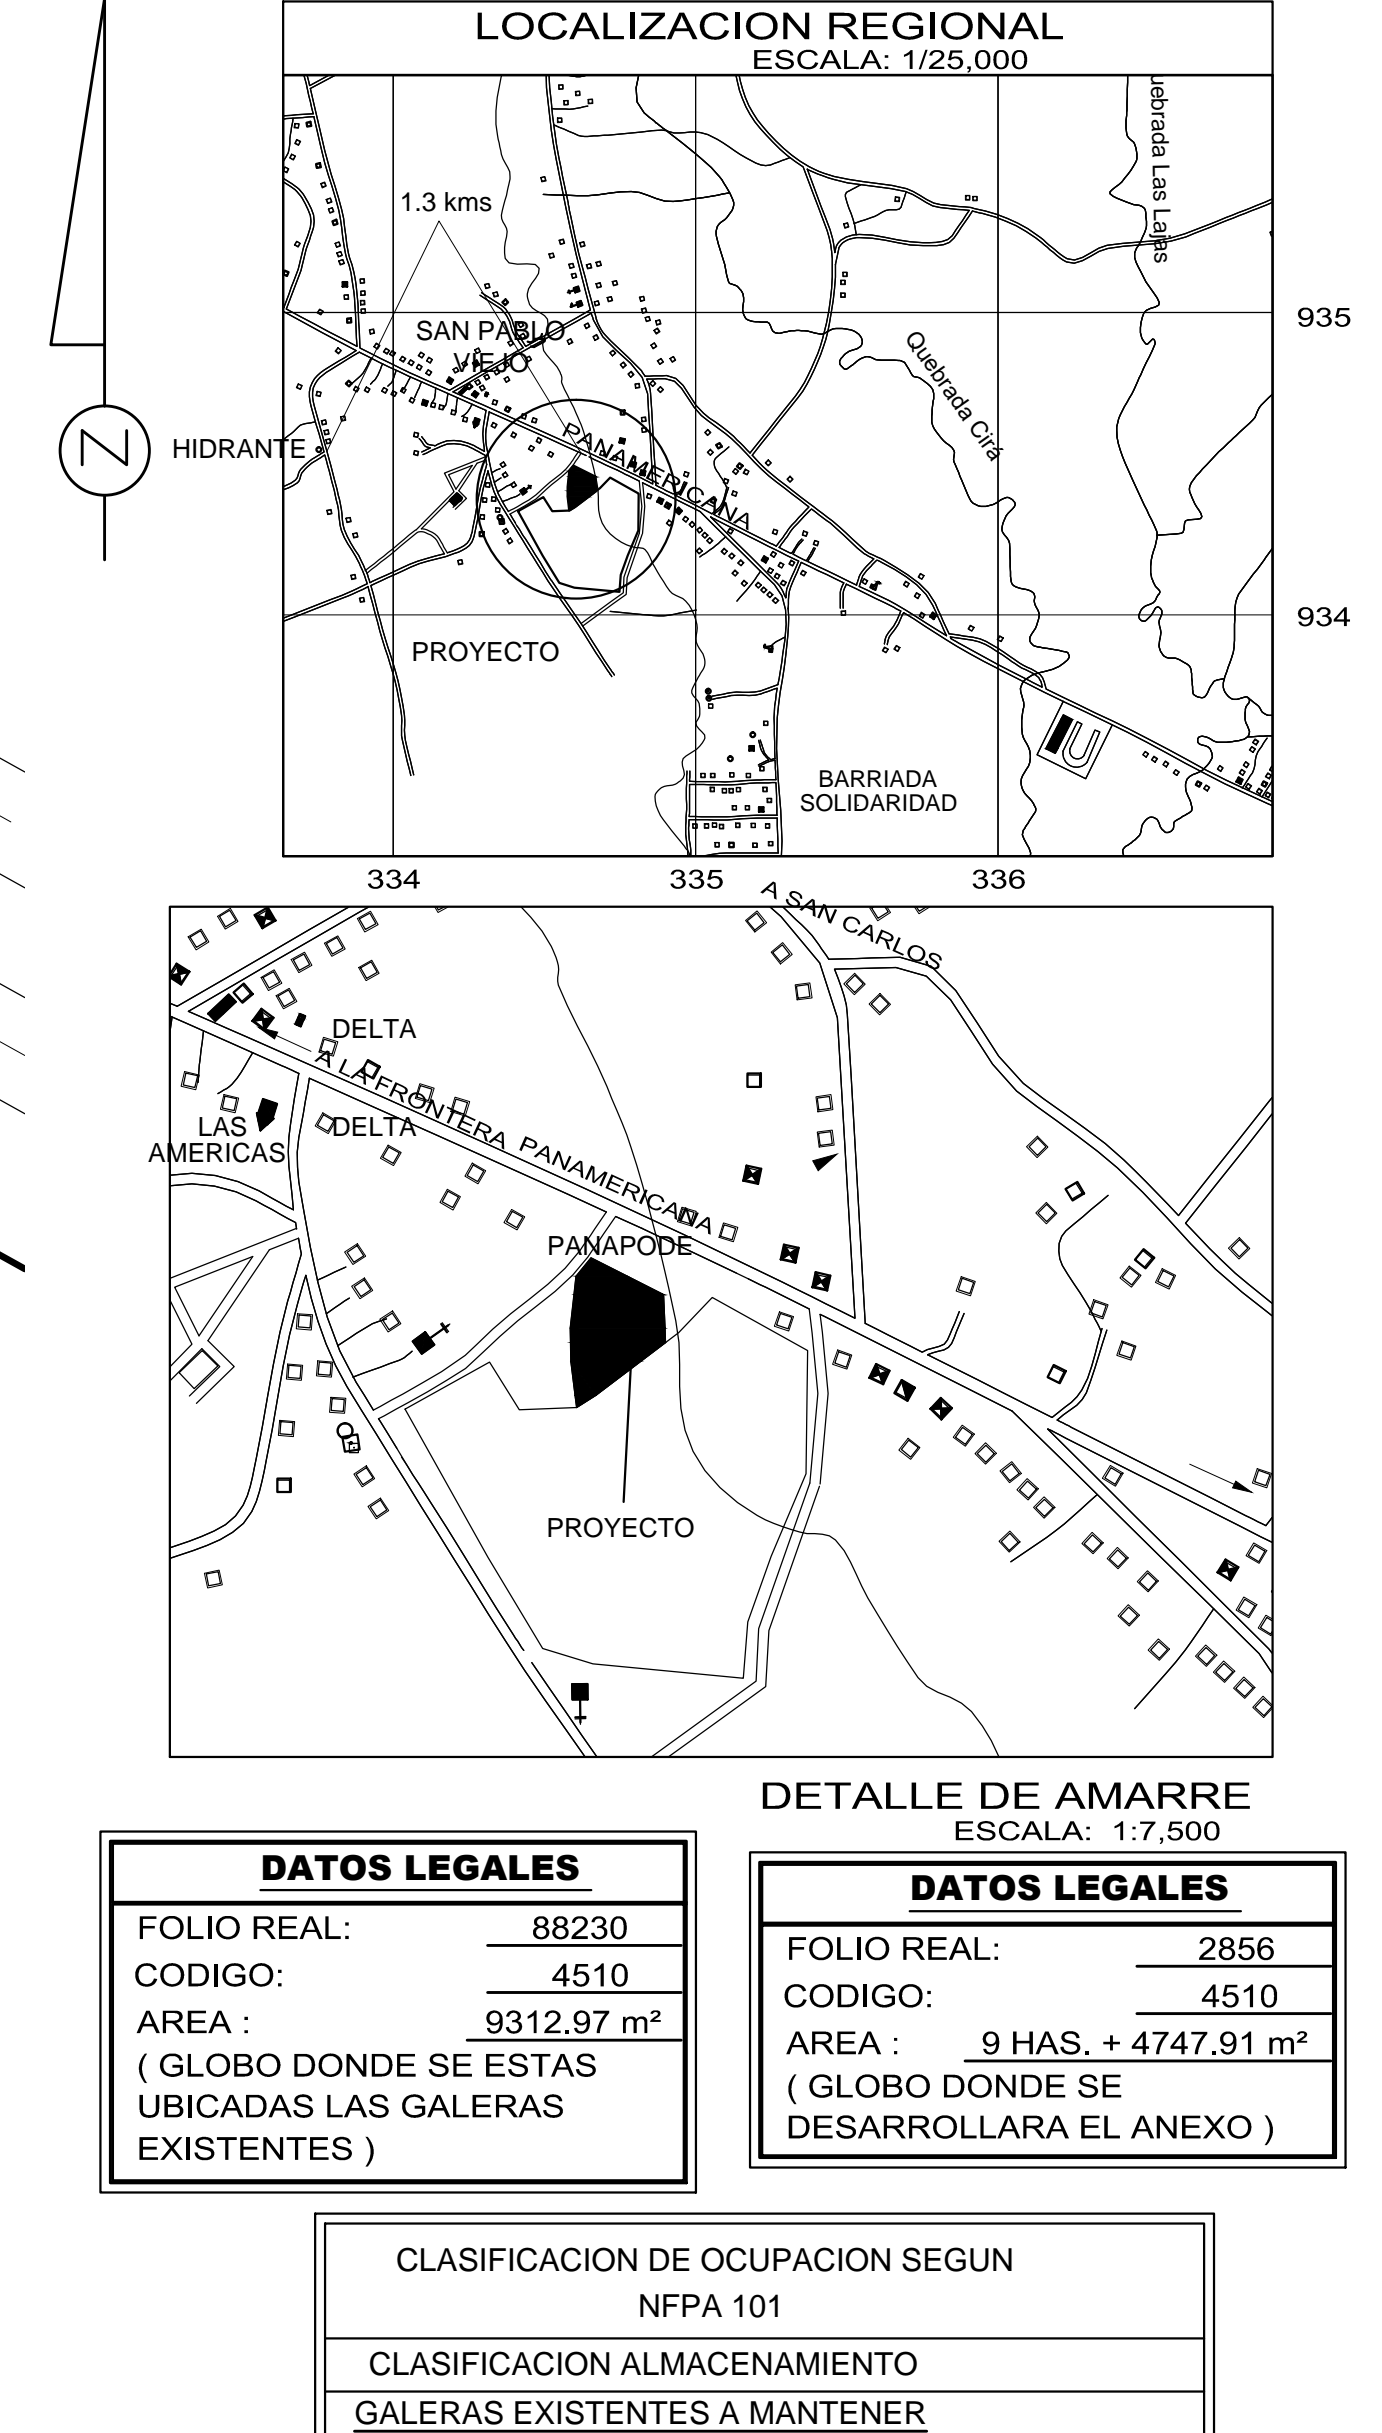 LOCALIZACION REGIONAL
ESCALA: 1/25,000
uebrada Las Lajas
1.3 kms
935
SAN PABLO
VIEJO
Quebrada Cirá
N
HIDRANTE
PANAMERICANA
934
PROYECTO
BARRIADA
SOLIDARIDAD
334
335
336
A SAN CARLOS
DELTA
A LA FRONTERA PANAMERICANA
LAS
AMERICAS
DELTA
PANAPODE
PROYECTO
DETALLE DE AMARRE
ESCALA: 1:7,500
DATOS LEGALES
FOLIO REAL: 88230
CODIGO: 4510
AREA : 9312.97 m²
( GLOBO DONDE SE ESTAS
UBICADAS LAS GALERAS
EXISTENTES )
DATOS LEGALES
FOLIO REAL: 2856
CODIGO: 4510
AREA : 9 HAS. + 4747.91 m²
( GLOBO DONDE SE
DESARROLLARA EL ANEXO )
CLASIFICACION DE OCUPACION SEGUN
NFPA 101
CLASIFICACION ALMACENAMIENTO
GALERAS EXISTENTES A MANTENER